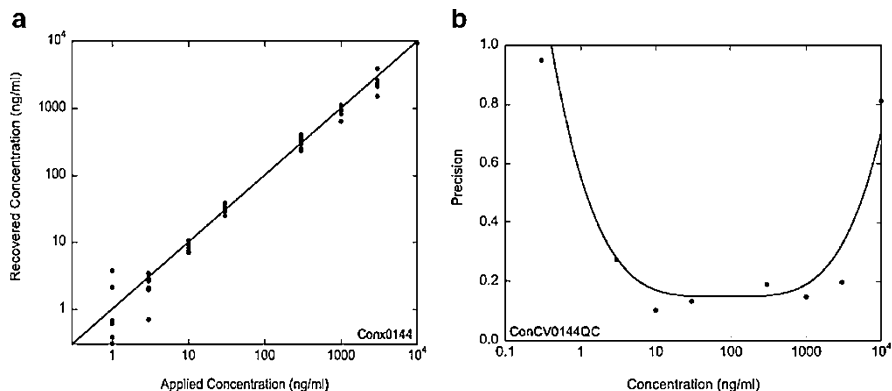 a
10⁴
1000
100
10
1
Recovered Concentration (ng/ml)
Conx0144
1
10
100
1000
10⁴
Applied Concentration (ng/ml)
b
1.0
0.8
0.6
0.4
0.2
0.0
Precision
ConCV0144QC
0.1
1
10
100
1000
10⁴
Concentration (ng/ml)